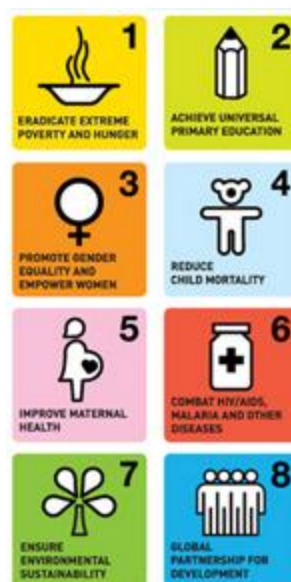 1
ERADICATE EXTREME
POVERTY AND HUNGER
2
ACHIEVE UNIVERSAL
PRIMARY EDUCATION
3
PROMOTE GENDER
EQUALITY AND
EMPOWER WOMEN
4
REDUCE
CHILD MORTALITY
5
IMPROVE MATERNAL
HEALTH
6
COMBAT HIV/AIDS,
MALARIA AND OTHER
DISEASES
7
ENSURE
ENVIRONMENTAL
SUSTAINABILITY
8
GLOBAL
PARTNERSHIP FOR
DEVELOPMENT